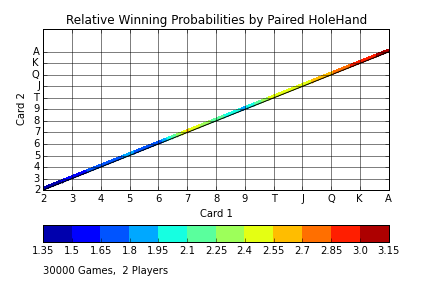 Relative Winning Probabilities by Paired HoleHand
A
K
Q
J
T
9
8
7
6
5
4
3
2
Card 2
2 3 4 5 6 7 8 9 T J Q K A
Card 1
1.35 1.5 1.65 1.8 1.95 2.1 2.25 2.4 2.55 2.7 2.85 3.0 3.15
30000 Games, 2 Players